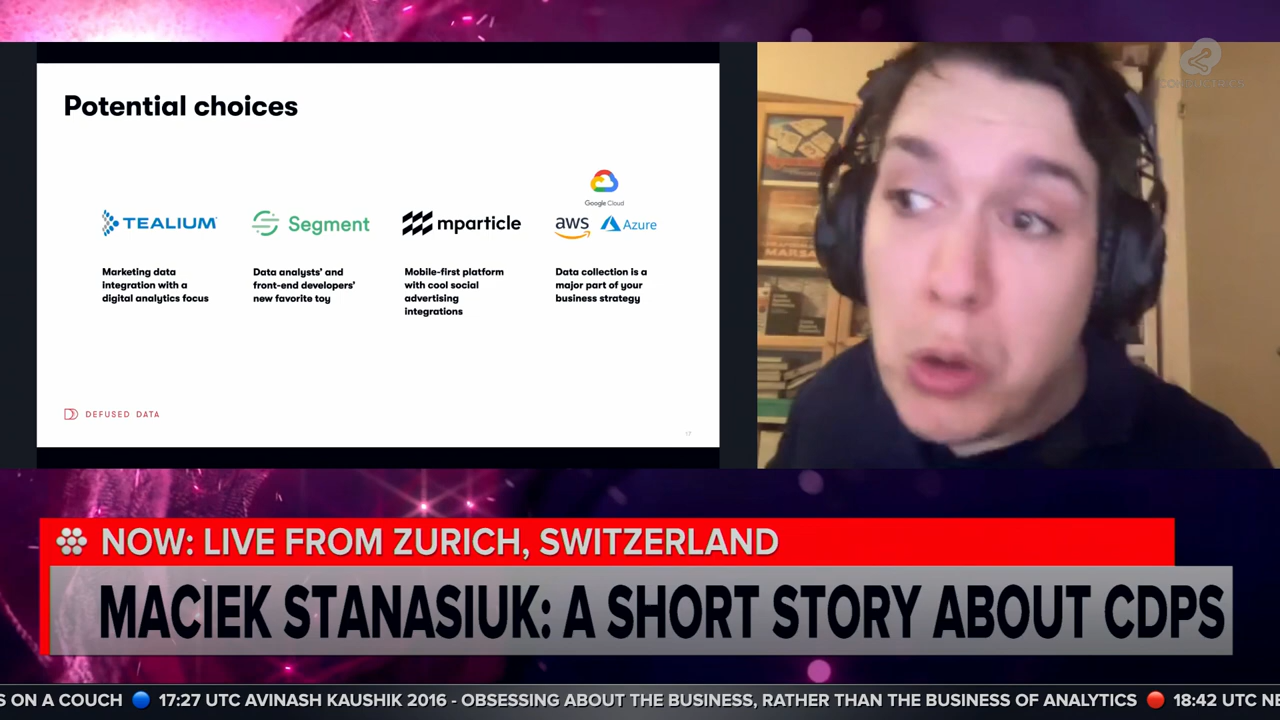 Potential choices
TEALIUM
Segment
mparticle
Google Cloud
aws
Azure
Marketing data
integration with a
digital analytics focus
Data analysts' and
front-end developers'
new favorite toy
Mobile-first platform
with cool social
advertising
integrations
Data collection is a
major part of your
business strategy
DEFUSED DATA
17
NOW: LIVE FROM ZURICH, SWITZERLAND
MACIEK STANASIUK: A SHORT STORY ABOUT CDPS
S ON A COUCH 🔵 17:27 UTC AVINASH KAUSHIK 2016 - OBSESSING ABOUT THE BUSINESS, RATHER THAN THE BUSINESS OF ANALYTICS 🔴 18:42 UTC NE